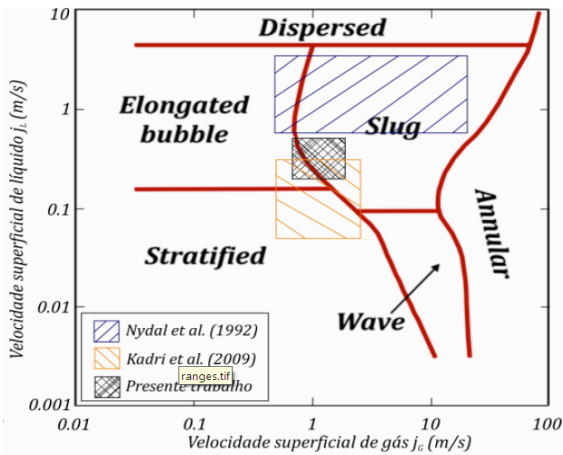 10
Dispersed
Elongated
bubble
1
Slug
0.1
Stratified
Annular
0.01
Wave
Nydal et al. (1992)
Kadri et al. (2009)
ranges.tif
Presente trabalho
0.001
0.01
0.1
1
10
100
Velocidade superficial de gás jG (m/s)
Velocidade superficial de líquido jL (m/s)